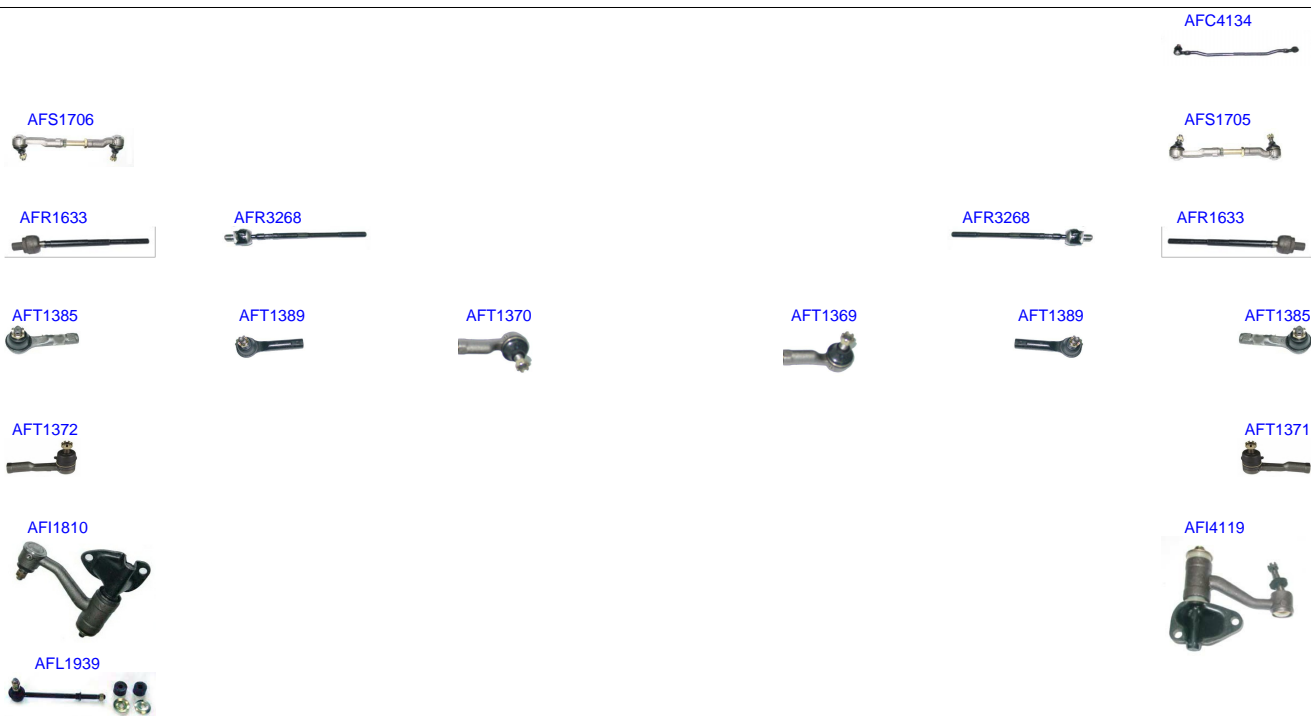 AFC4134
AFS1706 AFS1705
AFR1633 AFR3268 AFR3268 AFR1633
AFT1385 AFT1389 AFT1370 AFT1369 AFT1389 AFT1385
AFT1372 AFT1371
AFI1810 AFI4119
AFL1939